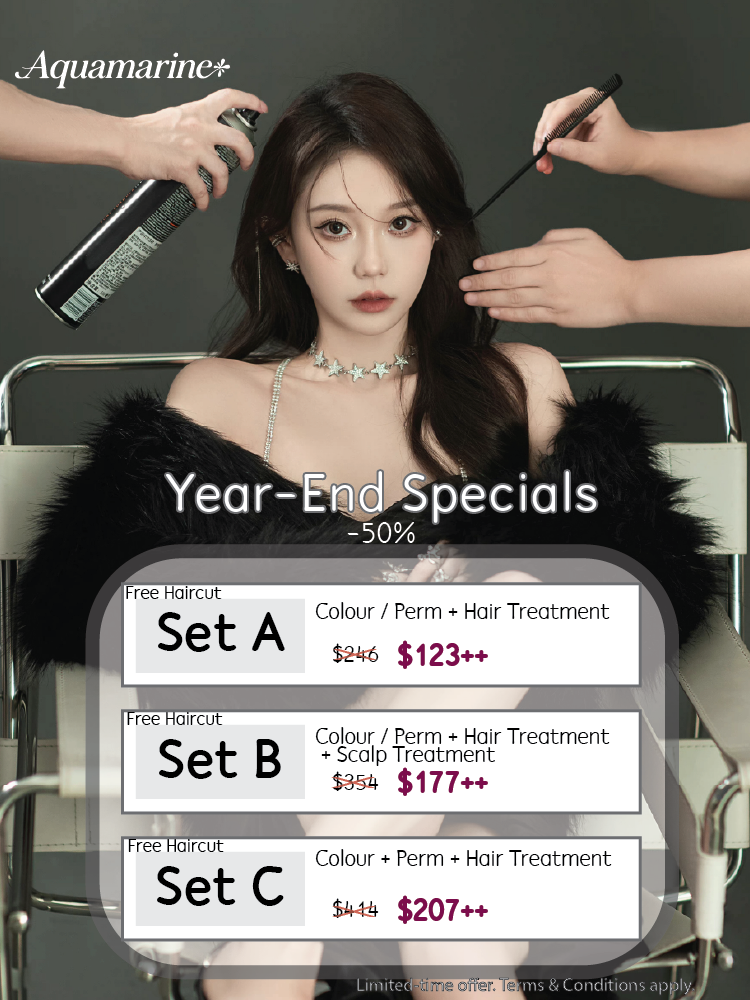 Aquamarine*
Year-End Specials
-50%
Free Haircut
Set A
Colour / Perm + Hair Treatment
$246 $123++
Free Haircut
Set B
Colour / Perm + Hair Treatment
+ Scalp Treatment
$354 $177++
Free Haircut
Set C
Colour + Perm + Hair Treatment
$414 $207++
Limited-time offer. Terms & Conditions apply.